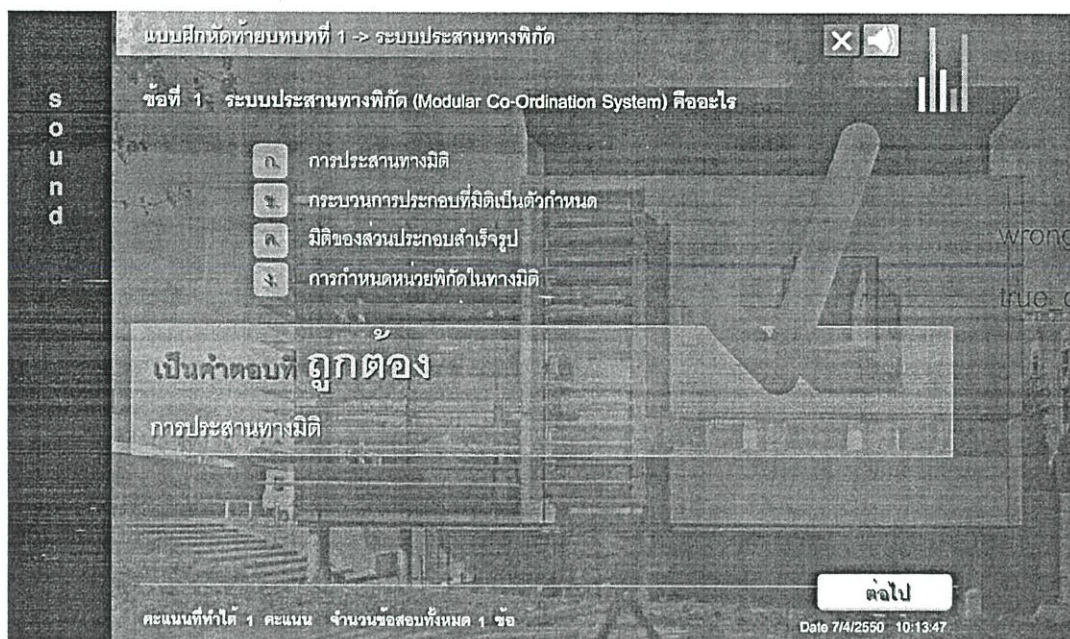 แบบฝึกหัดท้ายบทบทที่ 1 -> ระบบประสานทางพิกัด
sound
ข้อที่ 1 ระบบประสานทางพิกัด (Modular Co-Ordination System) คืออะไร
ก. การประสานทางมิติ
ข. กระบวนการประกอบที่มิติเป็นตัวกำหนด
ค. มิติของส่วนประกอบสำเร็จรูป
ง. การกำหนดหน่วยพิกัดในทางมิติ
wrong
true
เป็นคำตอบที่ ถูกต้อง
การประสานทางมิติ
ต่อไป
คะแนนที่ทำได้ 1 คะแนน จำนวนข้อสอบทั้งหมด 1 ข้อ
Date 7/4/2550 10:13:47